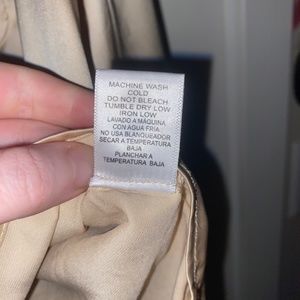 MACHINE WASH
COLD
DO NOT BLEACH,
TUMBLE DRY LOW
IRON LOW
LAVADO A MÁQUINA
CON AGUA FRIA
NO USA BLANQUEADOR
SECAR A TEMPERATURA
BAJA
PLANCHAR A
TEMPERATURA BAJA